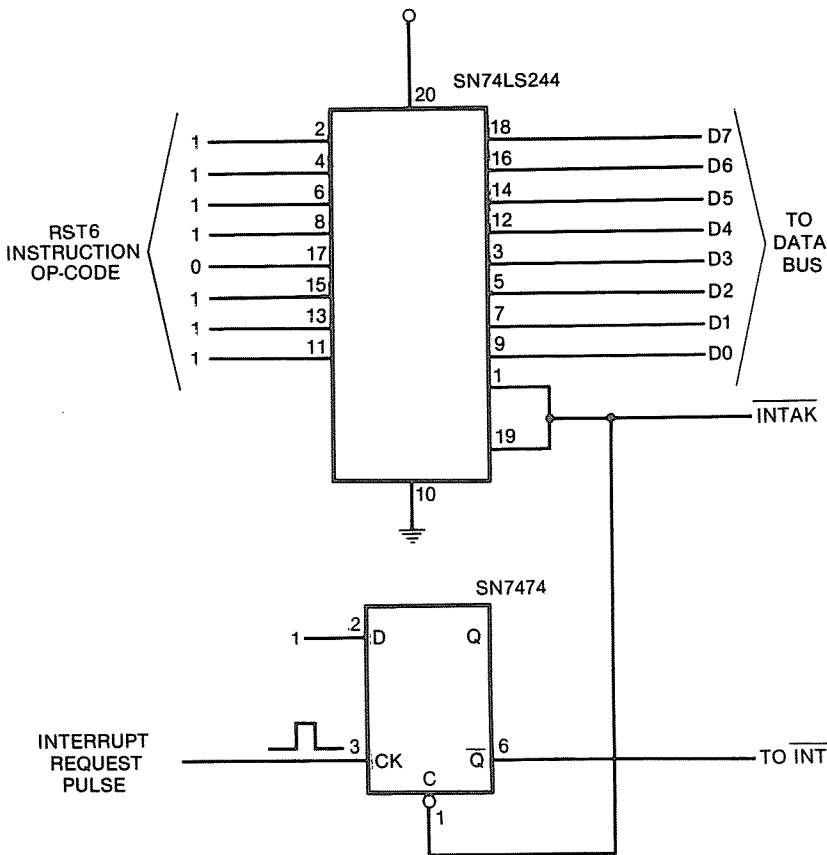 SN74LS244
20
1 2 18 D7
1 4 16 D6
1 6 14 D5
1 8 12 D4
0 17 3 D3
1 15 5 D2
1 13 7 D1
1 11 9 D0
RST6
INSTRUCTION
OP-CODE
TO
DATA
BUS
1
19
INTAK
10
SN7474
1 2 D Q
INTERRUPT
REQUEST
PULSE
3 CK Q 6 TO INT
C
1